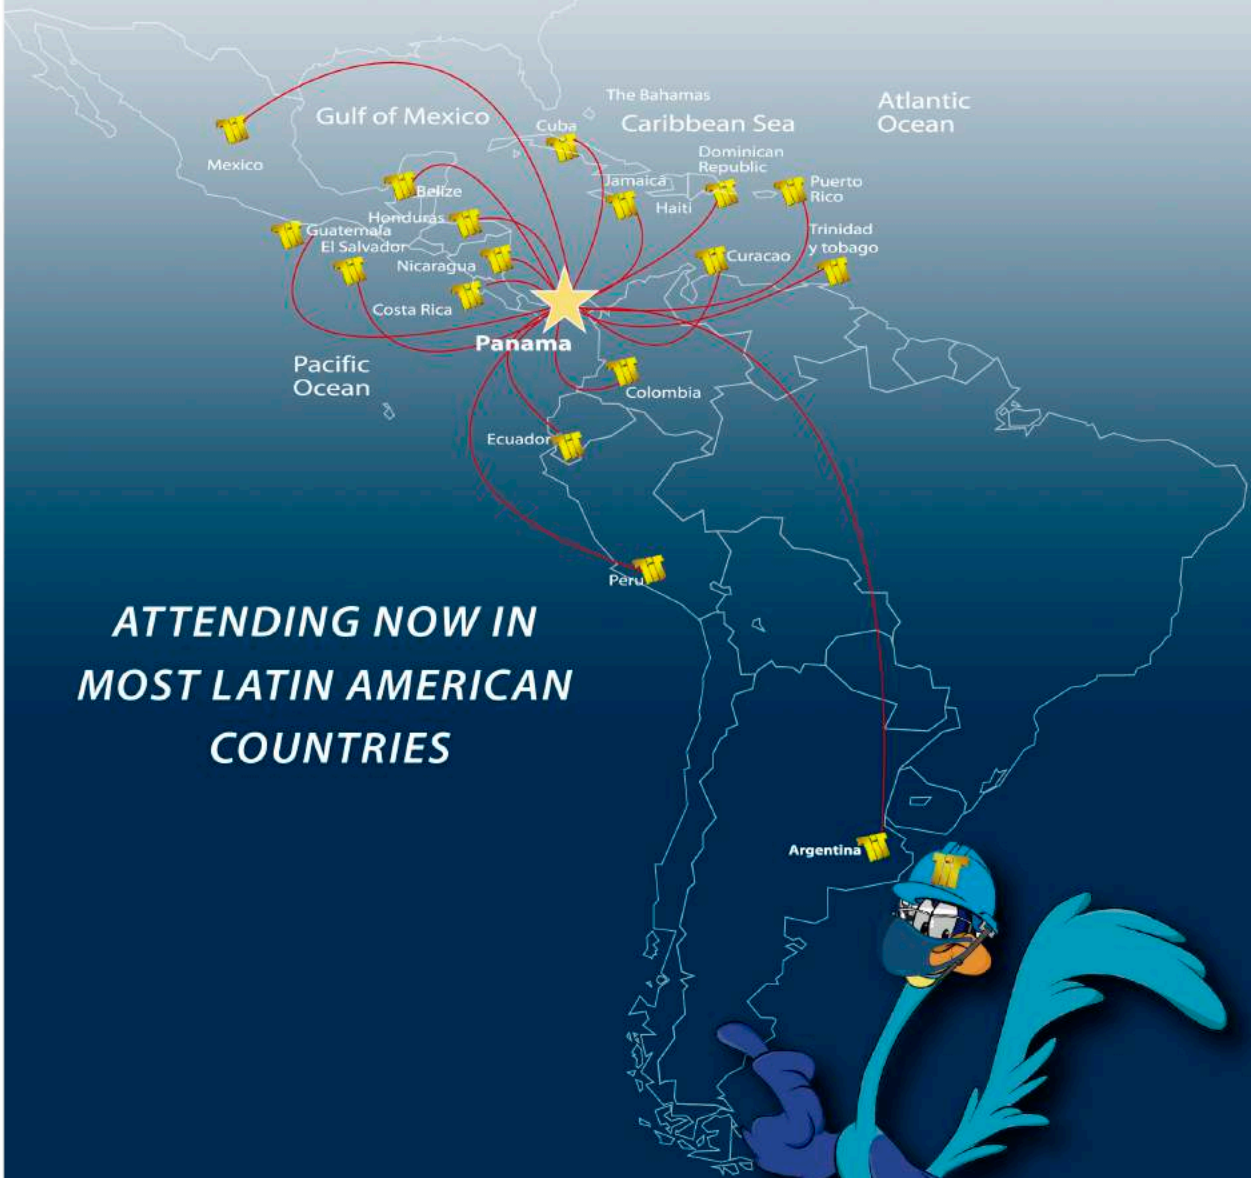 The Bahamas
Atlantic
Ocean
Gulf of Mexico
Caribbean Sea
Cuba
Mexico
Dominican
Republic
Belize
Jamaica
Haiti
Puerto
Rico
Honduras
Guatemala
El Salvador
Trinidad
y tobago
Nicaragua
Curacao
Costa Rica
Panama
Pacific
Ocean
Colombia
Ecuador
Peru
ATTENDING NOW IN
MOST LATIN AMERICAN
COUNTRIES
Argentina